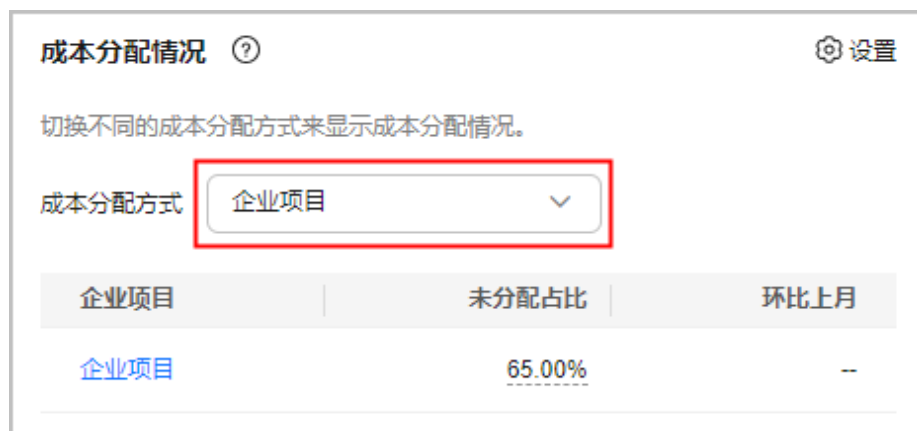 成本分配情况 设置
切换不同的成本分配方式来显示成本分配情况。
成本分配方式 企业项目
企业项目 未分配占比 环比上月
企业项目 65.00% --